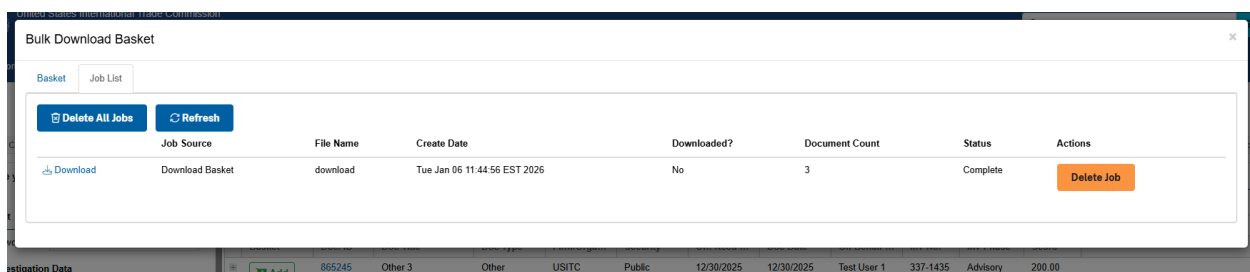 United States International Trade Commission
Bulk Download Basket
×
Basket Job List
Delete All Jobs Refresh
Job Source File Name Create Date Downloaded? Document Count Status Actions
Download Download Basket download Tue Jan 06 11:44:56 EST 2026 No 3 Complete Delete Job
estigation Data
Add 865245 Other 3 Other USITC Public 12/30/2025 12/30/2025 Test User 1 337-1435 Advisory 200.00